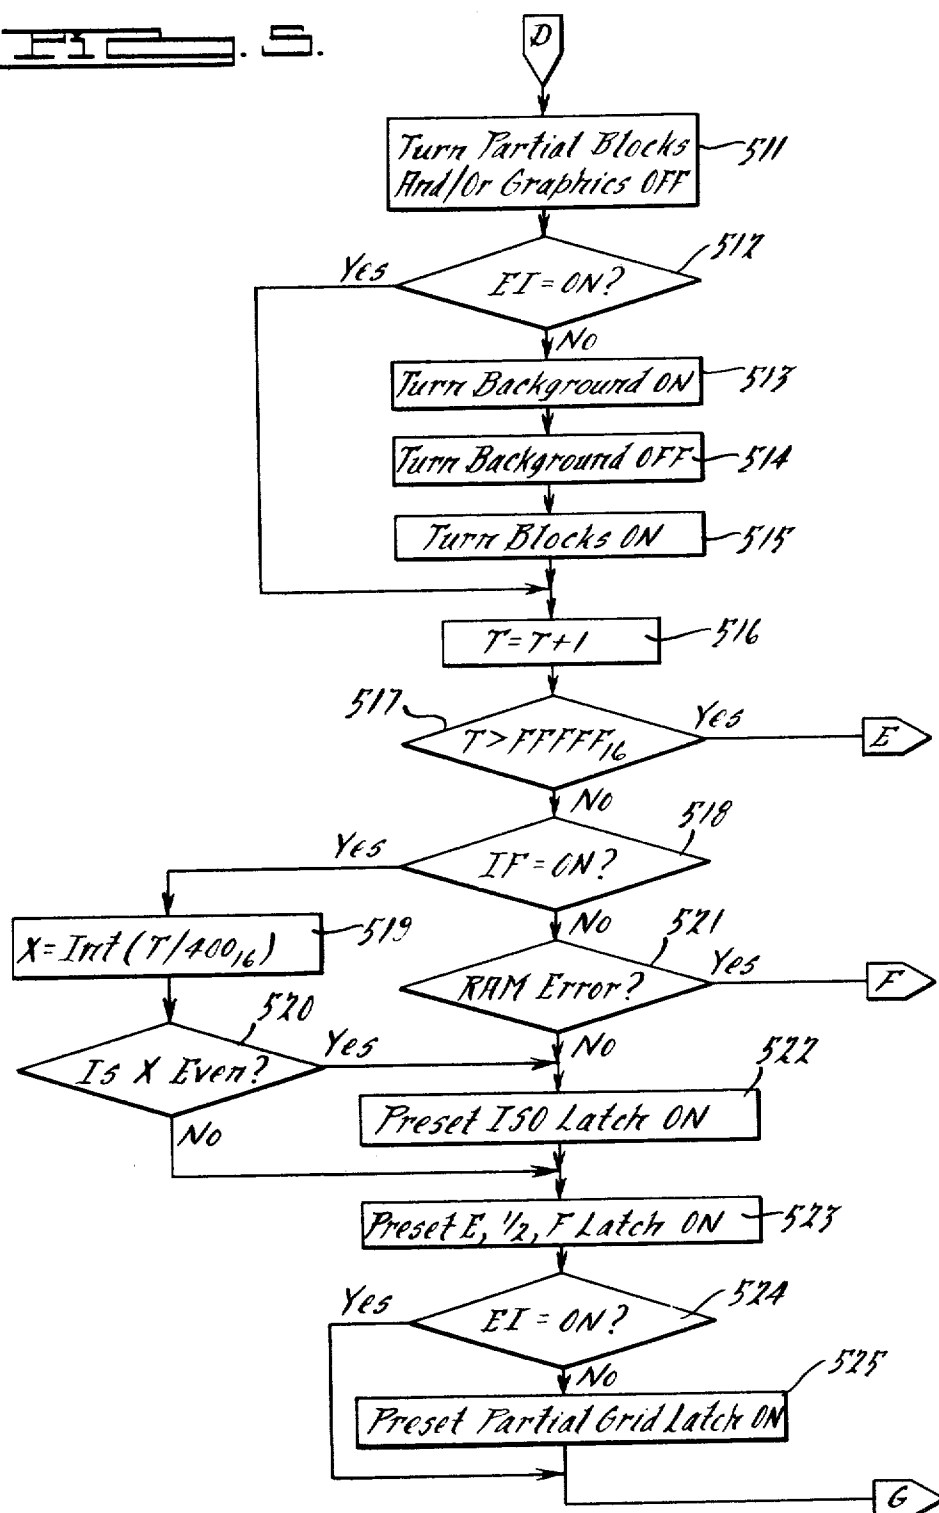 FIG. 5.
D
Turn Partial Blocks
And/Or Graphics OFF
511
512
Yes
EI = ON?
No
Turn Background ON
513
Turn Background OFF
514
Turn Blocks ON
515
T = T+1
516
517
T > FFFFF16
Yes
E
No
518
Yes
IF = ON?
No
X = Int (T/40016)
519
521
RAM Error?
Yes
F
520
Is X Even?
Yes
No
522
Preset ISO Latch ON
No
Preset E, 1/2, F Latch ON
523
524
Yes
EI = ON?
No
525
Preset Partial Grid Latch ON
G